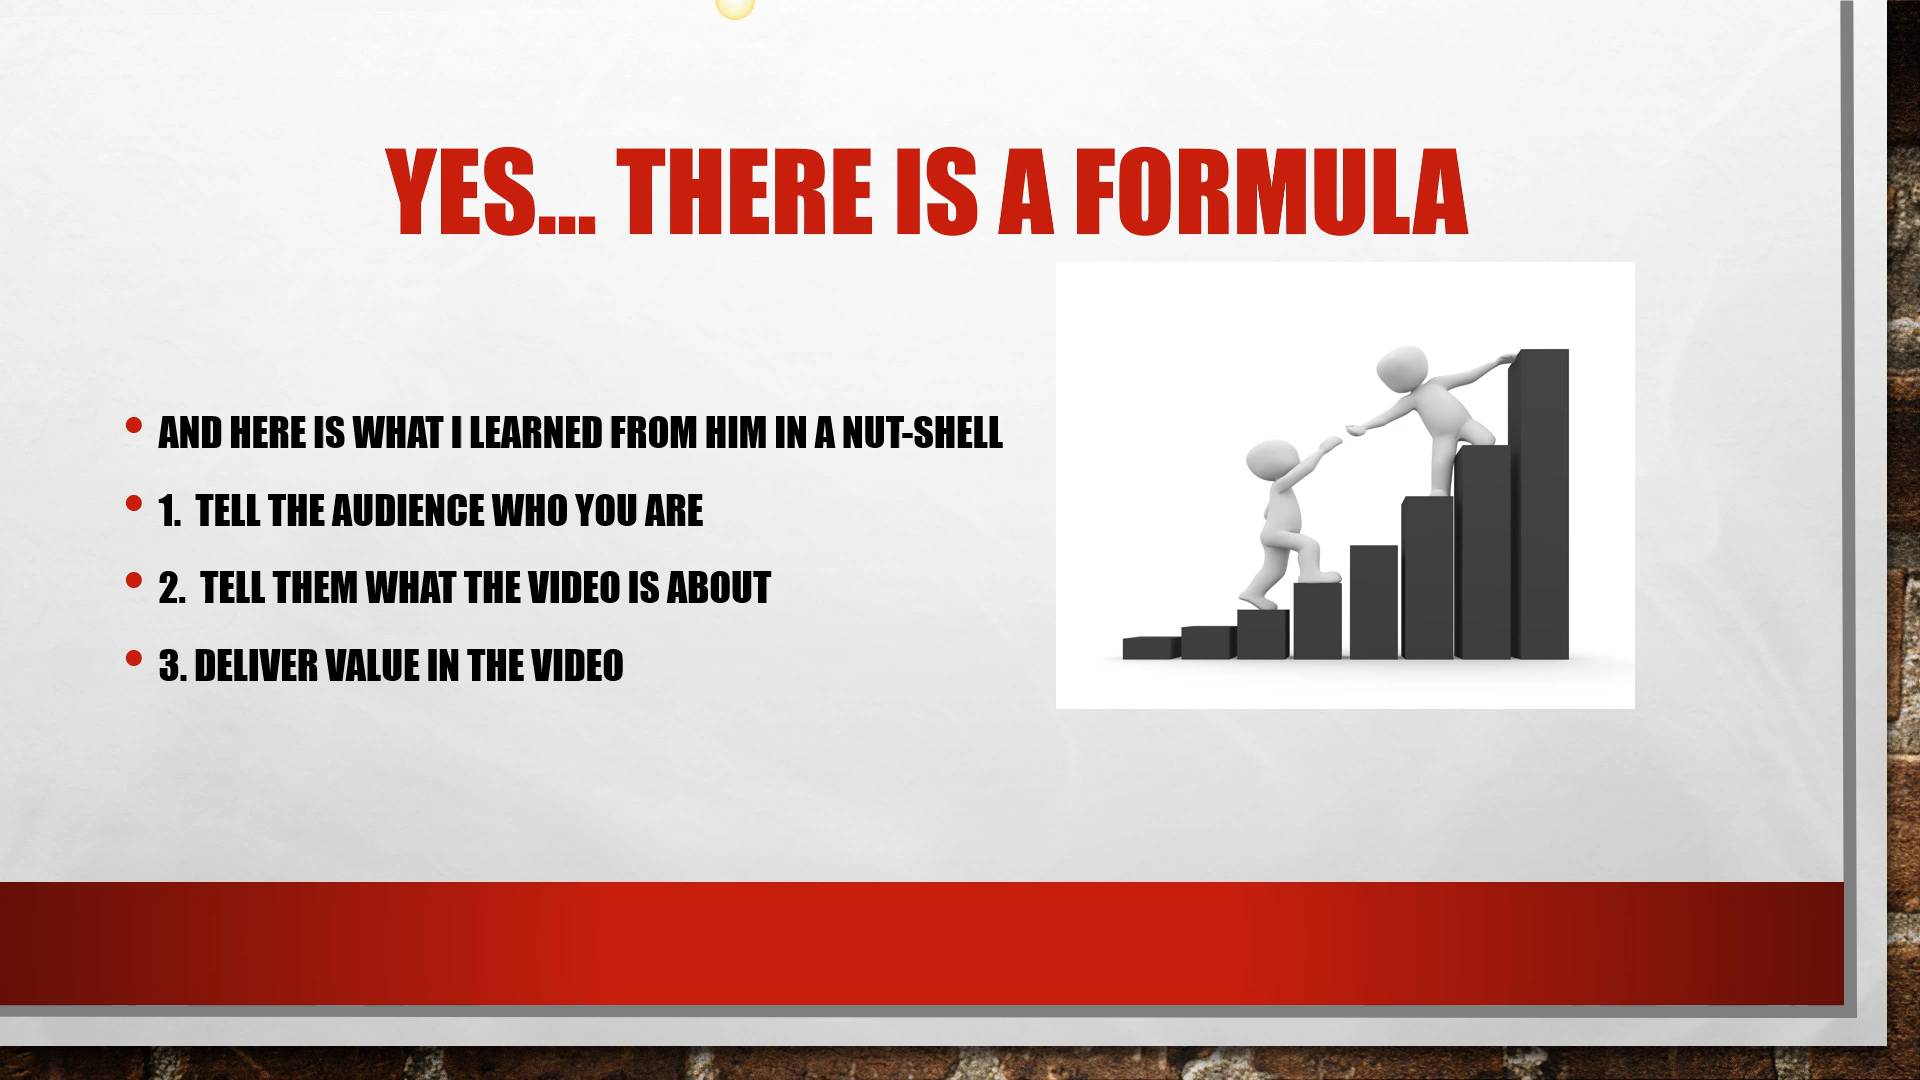 YES... THERE IS A FORMULA
• AND HERE IS WHAT I LEARNED FROM HIM IN A NUT-SHELL
• 1. TELL THE AUDIENCE WHO YOU ARE
• 2. TELL THEM WHAT THE VIDEO IS ABOUT
• 3. DELIVER VALUE IN THE VIDEO